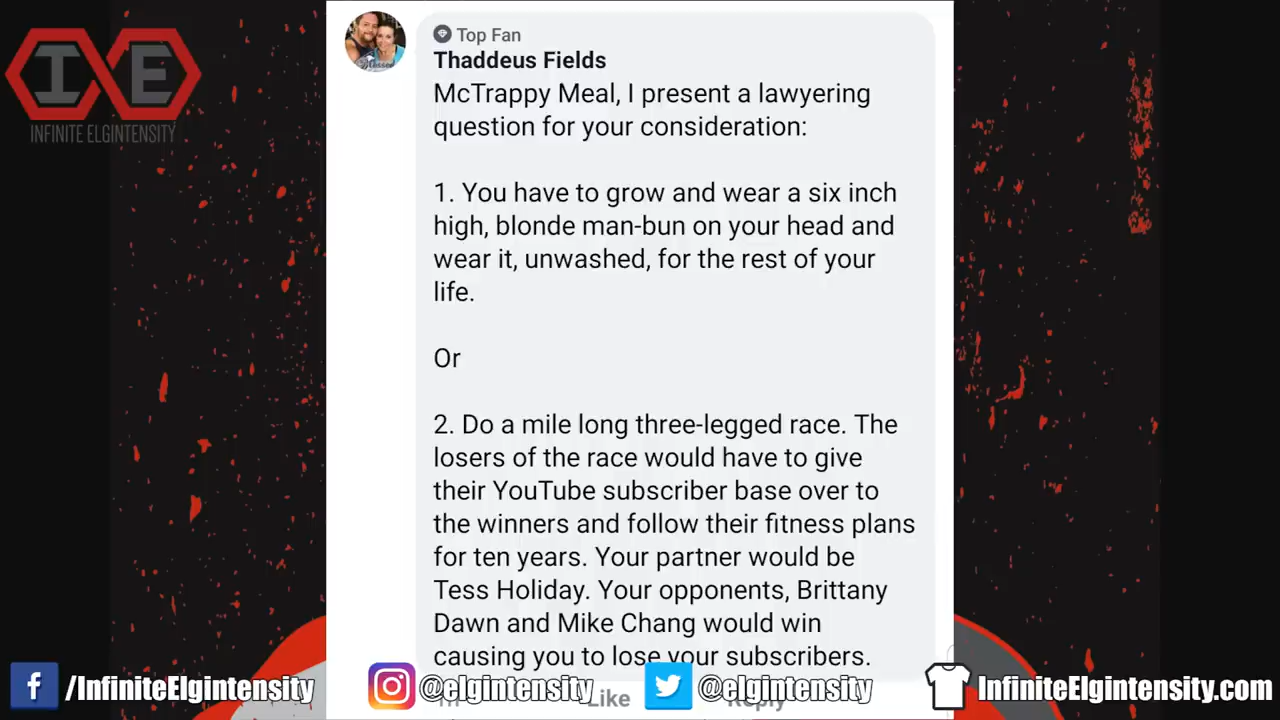 IXE
INFINITE ELGINTENSITY
Blessed
Top Fan
Thaddeus Fields
McTrappy Meal, I present a lawyering
question for your consideration:
1. You have to grow and wear a six inch
high, blonde man-bun on your head and
wear it, unwashed, for the rest of your
life.
Or
2. Do a mile long three-legged race. The
losers of the race would have to give
their YouTube subscriber base over to
the winners and follow their fitness plans
for ten years. Your partner would be
Tess Holiday. Your opponents, Brittany
Dawn and Mike Chang would win
causing you to lose your subscribers.
Like Reply
f /InfiniteElgintensity @elgintensity @elgintensity InfiniteElgintensity.com